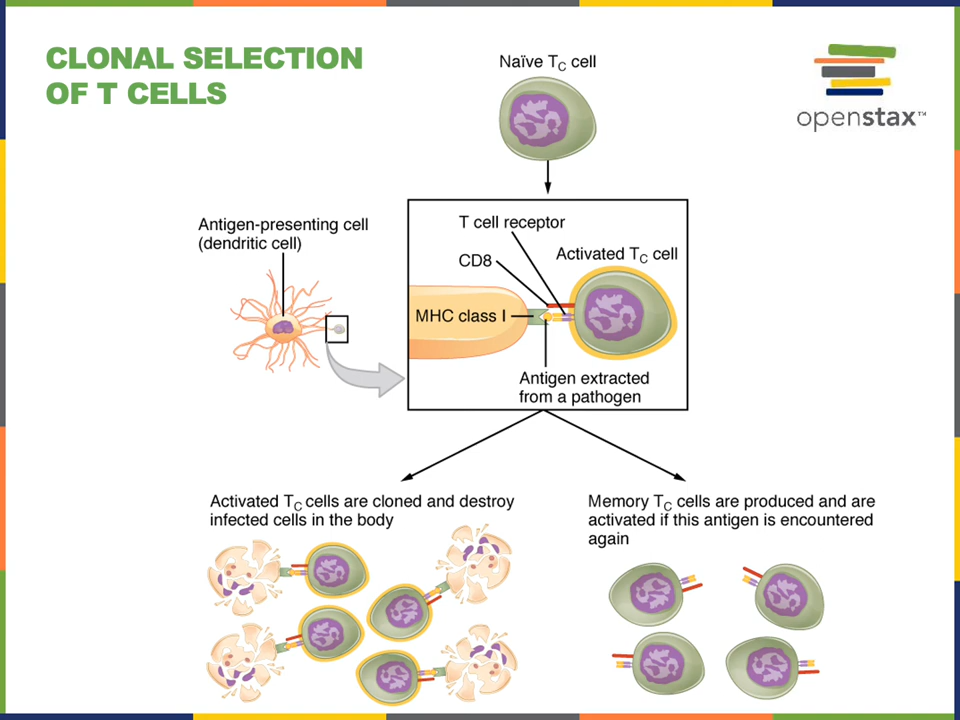 CLONAL SELECTION
OF T CELLS
Naïve TC cell
openstax™
Antigen-presenting cell
(dendritic cell)
T cell receptor
CD8
Activated TC cell
MHC class I
Antigen extracted
from a pathogen
Activated TC cells are cloned and destroy
infected cells in the body
Memory TC cells are produced and are
activated if this antigen is encountered
again